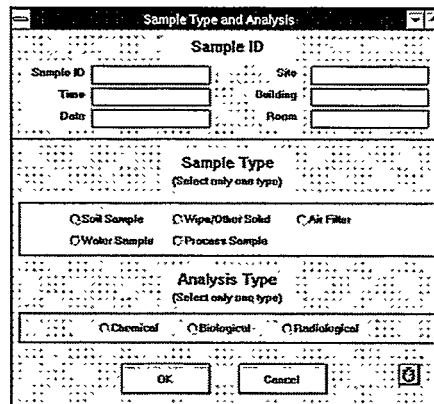 Sample Type and Analysis
Sample ID
Sample ID Site
Time Building
Date Room
Sample Type
(Select only one type)
Soil Sample Wipe/Other Solid Air Filter
Water Sample Process Sample
Analysis Type
(Select only one type)
Chemical Biological Radiological
OK Cancel